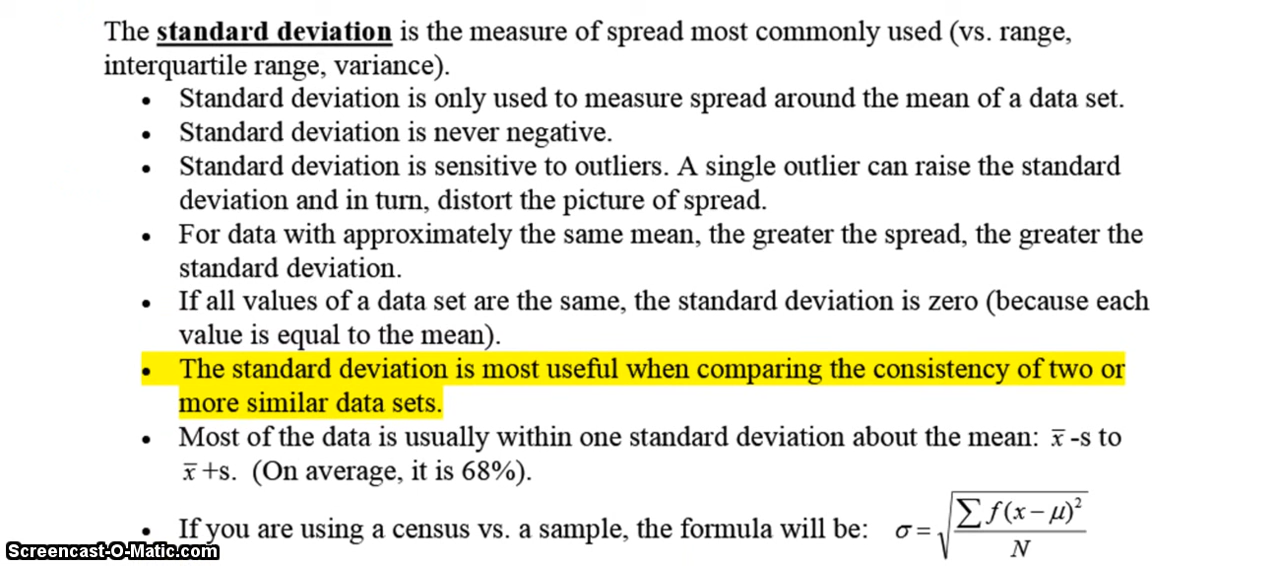 The standard deviation is the measure of spread most commonly used (vs. range,
interquartile range, variance).
• Standard deviation is only used to measure spread around the mean of a data set.
• Standard deviation is never negative.
• Standard deviation is sensitive to outliers. A single outlier can raise the standard
deviation and in turn, distort the picture of spread.
• For data with approximately the same mean, the greater the spread, the greater the
standard deviation.
• If all values of a data set are the same, the standard deviation is zero (because each
value is equal to the mean).
• The standard deviation is most useful when comparing the consistency of two or
more similar data sets.
• Most of the data is usually within one standard deviation about the mean: x̅ -s to
x̅ +s. (On average, it is 68%).
• If you are using a census vs. a sample, the formula will be: σ = √(∑ f(x − μ)² / N)
Screencast-O-Matic.com